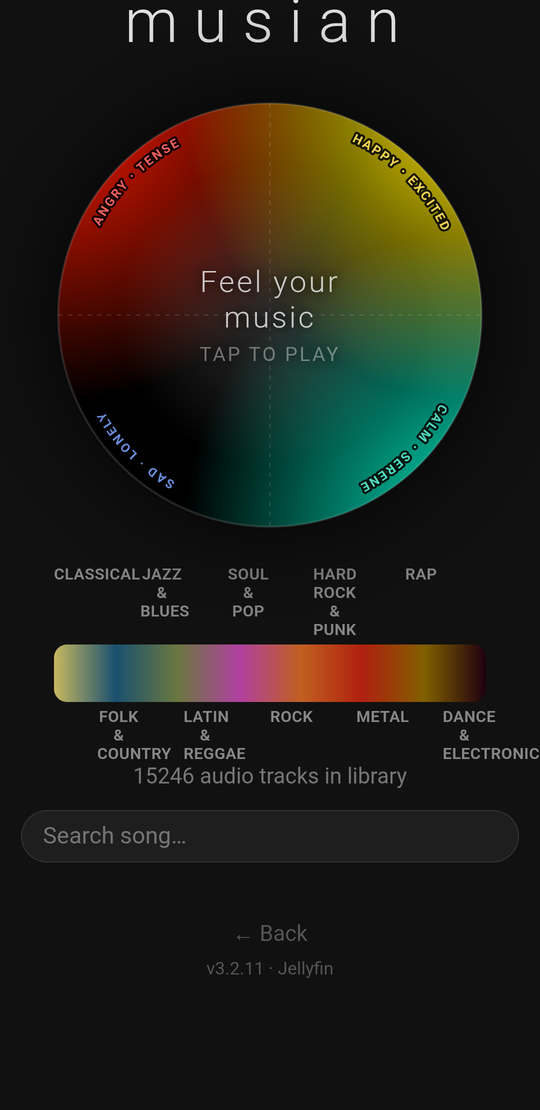 musian
ANGRY · TENSE
HAPPY · EXCITED
Feel your
music
TAP TO PLAY
SAD · LONELY
CALM · SERENE
CLASSICAL
JAZZ
&
BLUES
SOUL
&
POP
HARD
ROCK
&
PUNK
RAP
FOLK
&
COUNTRY
LATIN
&
REGGAE
ROCK
METAL
DANCE
&
ELECTRONIC
15246 audio tracks in library
Search song…
← Back
v3.2.11 · Jellyfin